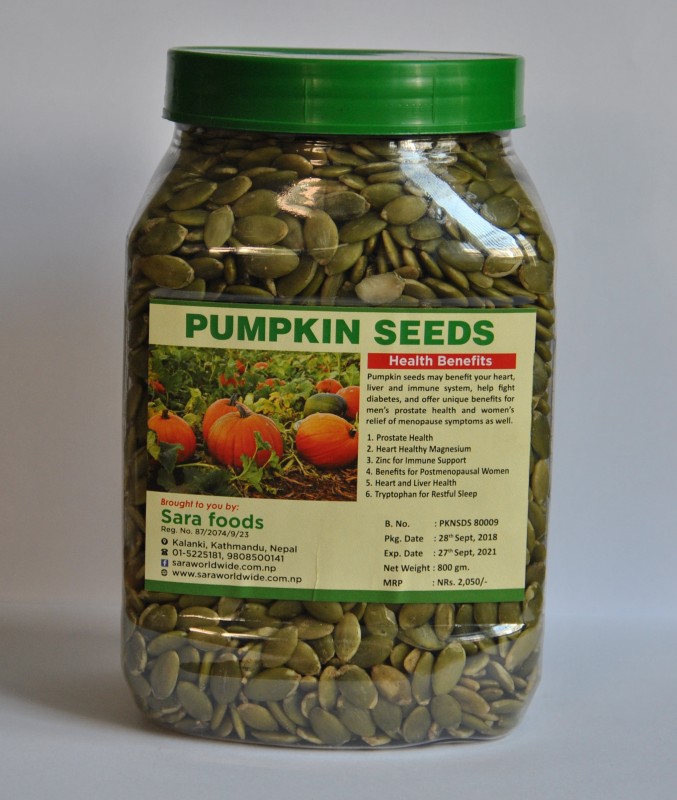 PUMPKIN SEEDS
Health Benefits
Pumpkin seeds may benefit your heart,
liver and immune system, help fight
diabetes, and offer unique benefits for
men's prostate health and women's
relief of menopause symptoms as well.
1. Prostate Health
2. Heart Healthy Magnesium
3. Zinc for Immune Support
4. Benefits for Postmenopausal Women
5. Heart and Liver Health
6. Tryptophan for Restful Sleep
Brought to you by:
Sara foods
Reg. No. 87/2074/9/23
Kalanki, Kathmandu, Nepal
01-5225181, 9808500141
saraworldwide.com.np
www.saraworldwide.com.np
B. No. : PKNSDS 80009
Pkg. Date : 28th Sept, 2018
Exp. Date : 27th Sept, 2021
Net Weight : 800 gm.
MRP : NRs. 2,050/-